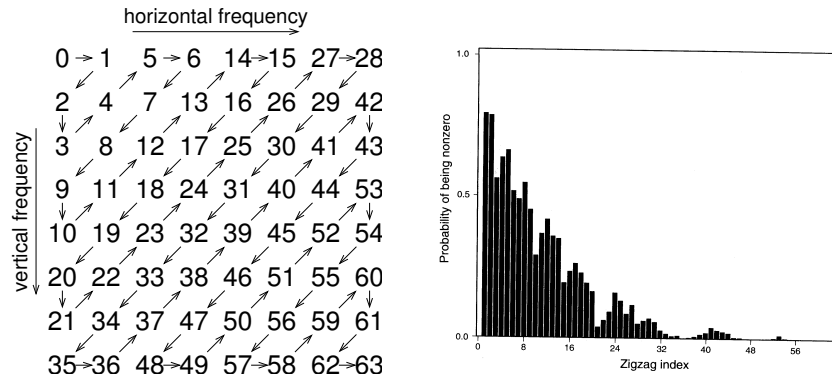 horizontal frequency
vertical frequency
0 1 5 6 14 15 27 28
2 4 7 13 16 26 29 42
3 8 12 17 25 30 41 43
9 11 18 24 31 40 44 53
10 19 23 32 39 45 52 54
20 22 33 38 46 51 55 60
21 34 37 47 50 56 59 61
35 36 48 49 57 58 62 63
Probability of being nonzero
1.0
0.5
0.0
0 8 16 24 32 40 48 56
Zigzag index